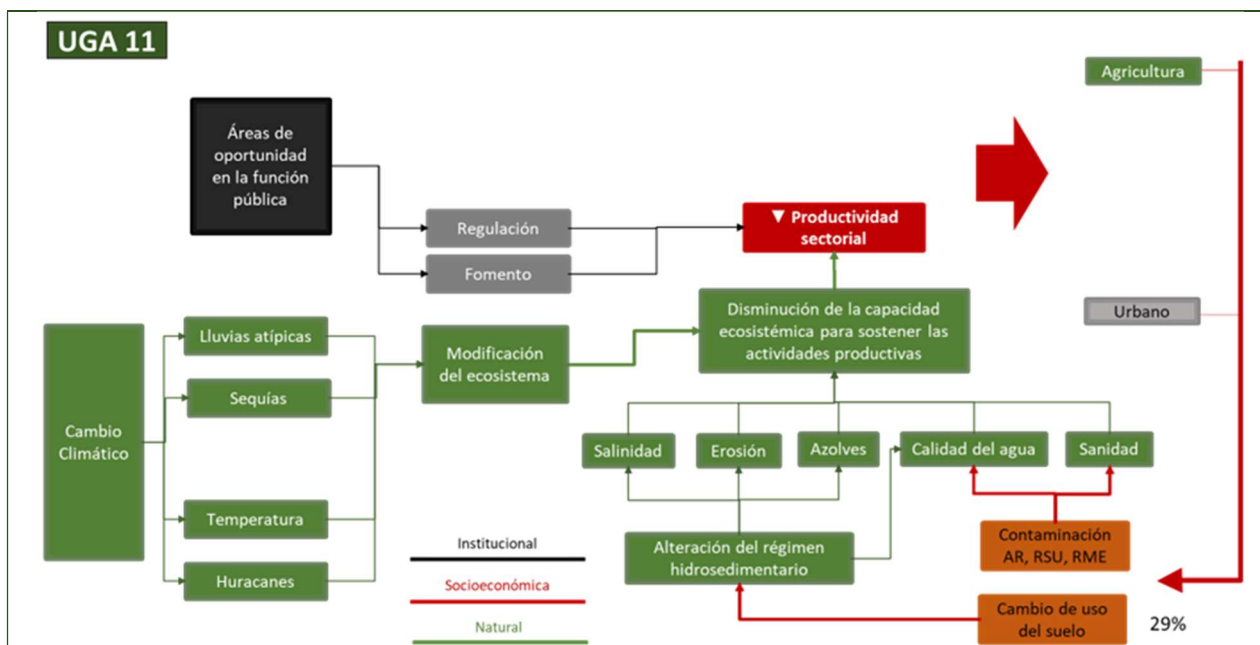 UGA 11
Agricultura
Áreas de
oportunidad
en la función
pública
Regulación
Fomento
▼ Productividad
sectorial
Urbano
Disminución de la capacidad
ecosistémica para sostener las
actividades productivas
Lluvias atípicas
Sequías
Modificación
del ecosistema
Cambio
Climático
Temperatura
Huracanes
Salinidad
Erosión
Azolves
Calidad del agua
Sanidad
Alteración del régimen
hidrosedimentario
Contaminación
AR, RSU, RME
Cambio de uso
del suelo
29%
Institucional
Socioeconómica
Natural